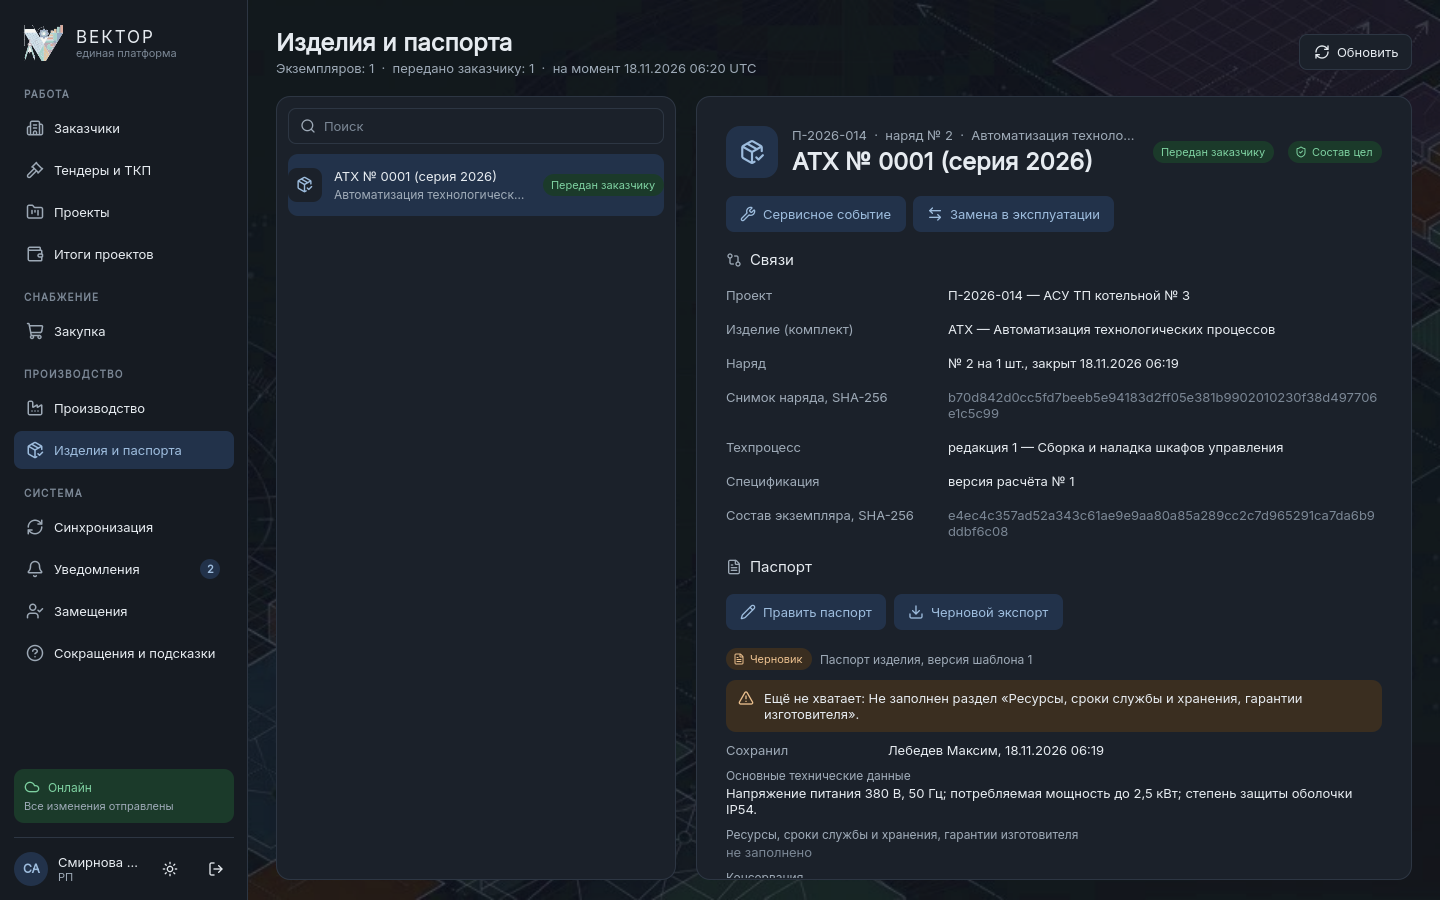 ВЕКТОР
единая платформа
РАБОТА
Заказчики
Тендеры и ТКП
Проекты
Итоги проектов
СНАБЖЕНИЕ
Закупка
ПРОИЗВОДСТВО
Производство
Изделия и паспорта
СИСТЕМА
Синхронизация
Уведомления 2
Замещения
Сокращения и подсказки
Онлайн
Все изменения отправлены
СА
Смирнова ...
РП
Изделия и паспорта
Экземпляров: 1 · передано заказчику: 1 · на момент 18.11.2026 06:20 UTC
Обновить
Поиск
АТХ № 0001 (серия 2026)
Автоматизация технологическ...
Передан заказчику
П-2026-014 · наряд № 2 · Автоматизация техноло...
АТХ № 0001 (серия 2026)
Передан заказчику
Состав цел
Сервисное событие
Замена в эксплуатации
Связи
Проект П-2026-014 — АСУ ТП котельной № 3
Изделие (комплект) АТХ — Автоматизация технологических процессов
Наряд № 2 на 1 шт., закрыт 18.11.2026 06:19
Снимок наряда, SHA-256 b70d842d0cc5fd7beeb5e94183d2ff05e381b9902010230f38d497706
e1c5c99
Техпроцесс редакция 1 — Сборка и наладка шкафов управления
Спецификация версия расчёта № 1
Состав экземпляра, SHA-256 e4ec4c357ad52a343c61ae9e9aa80a85a289cc2c7d965291ca7da6b9
ddbf6c08
Паспорт
Править паспорт
Черновой экспорт
Черновик
Паспорт изделия, версия шаблона 1
Ещё не хватает: Не заполнен раздел «Ресурсы, сроки службы и хранения, гарантии
изготовителя».
Сохранил Лебедев Максим, 18.11.2026 06:19
Основные технические данные
Напряжение питания 380 В, 50 Гц; потребляемая мощность до 2,5 кВт; степень защиты оболочки
IP54.
Ресурсы, сроки службы и хранения, гарантии изготовителя
не заполнено
Консервация